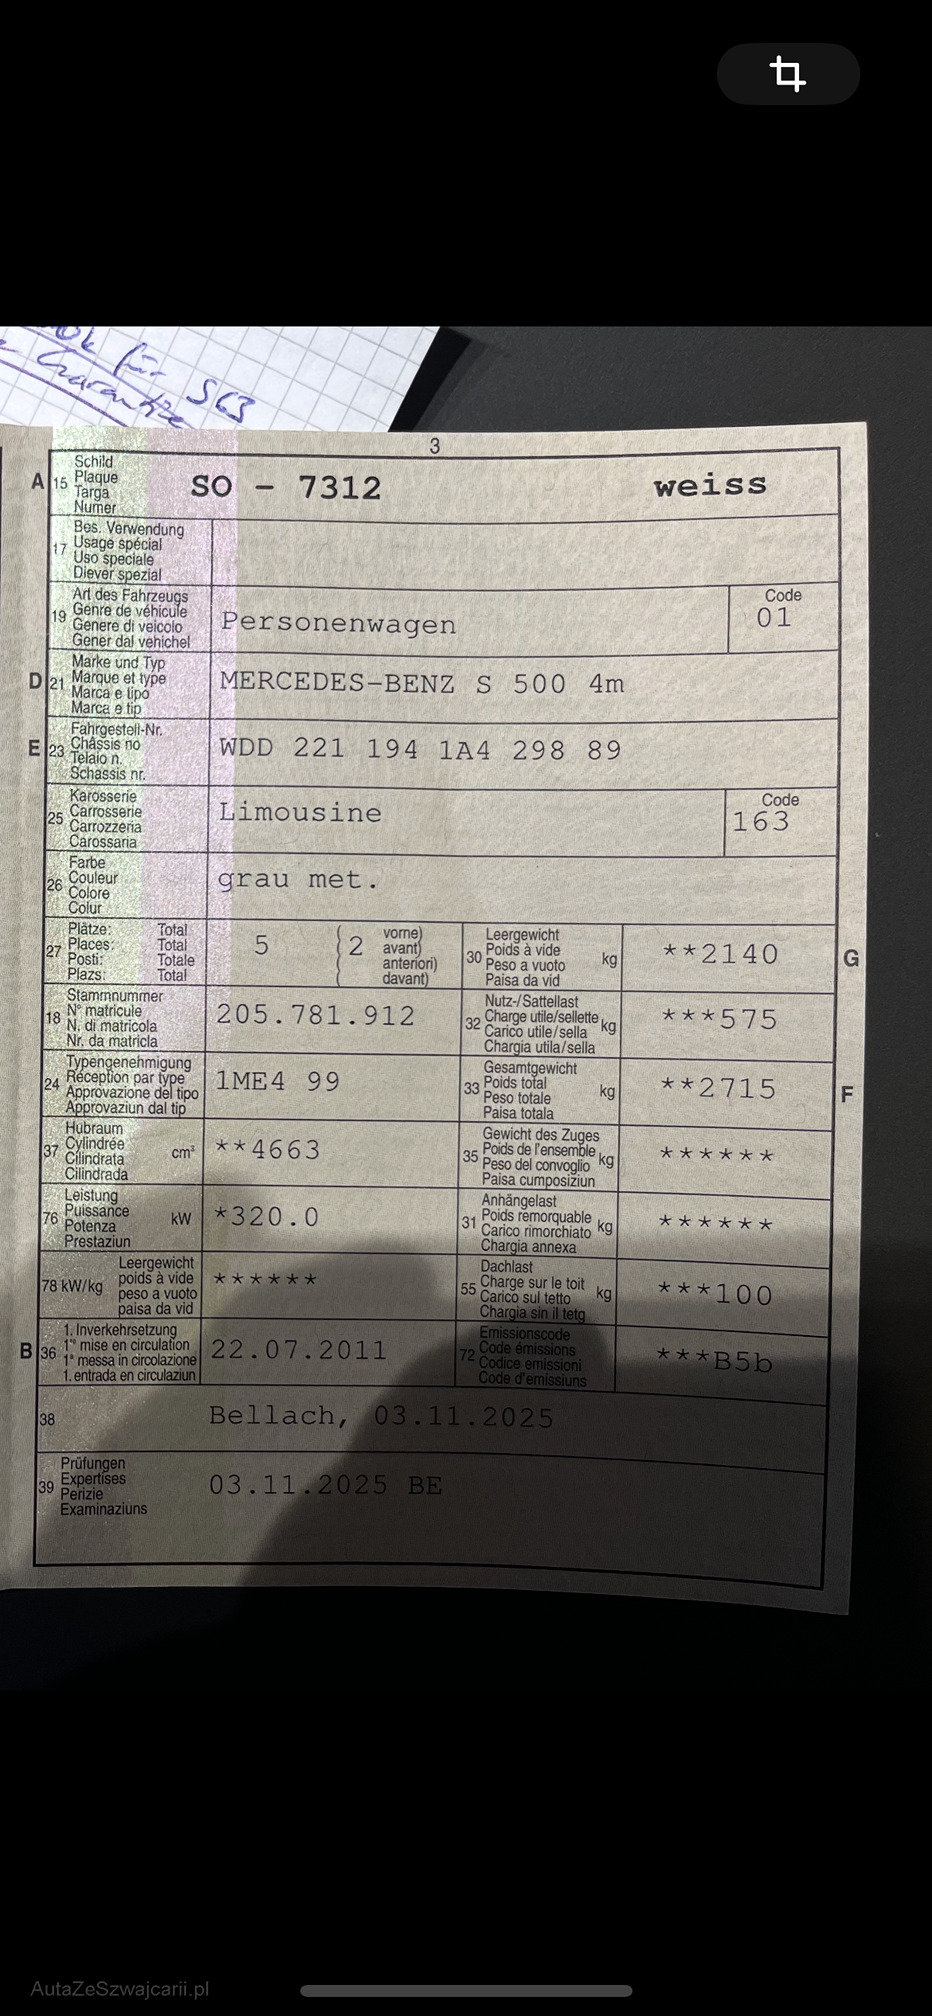 für S63
Garantie
3
A 15 Schild
Plaque
Targa
Numer
SO - 7312 weiss
17 Bes. Verwendung
Usage spécial
Uso speciale
Diever spezial
19 Art des Fahrzeugs
Genre de véhicule
Genere di veicolo
Gener dal vehichel
Personenwagen
Code
01
D 21 Marke und Typ
Marque et type
Marca e tipo
Marca e tip
MERCEDES-BENZ S 500 4m
E 23 Fahrgestell-Nr.
Châssis no
Telaio n.
Schassis nr.
WDD 221 194 1A4 298 89
25 Karosserie
Carrosserie
Carrozzeria
Carossaria
Limousine
Code
163
26 Farbe
Couleur
Colore
Colur
grau met.
27 Plätze: Total
Places: Total
Posti: Totale
Plazs: Total
5 (2 vorne)
avant)
anteriori)
davant)
30 Leergewicht
Poids à vide
Peso a vuoto
Paisa da vid
kg **2140 G
18 Stammnummer
N° matricule
N. di matricola
Nr. da matricla
205.781.912
32 Nutz-/Sattellast
Charge utile/sellette
Carico utile/sella
Chargia utila/sella
kg ***575
24 Typengenehmigung
Réception par type
Approvazione del tipo
Approvaziun dal tip
1ME4 99
33 Gesamtgewicht
Poids total
Peso totale
Paisa totala
kg **2715 F
37 Hubraum
Cylindrée
Cilindrata
Cilindrada
cm³ **4663
35 Gewicht des Zuges
Poids de l'ensemble
Peso del convoglio
Paisa cumposiziun
kg ******
76 Leistung
Puissance
Potenza
Prestaziun
kW *320.0
31 Anhängelast
Poids remorquable
Carico rimorchiato
Chargia annexa
kg ******
78 kW/kg Leergewicht
poids à vide
peso a vuoto
paisa da vid
******
55 Dachlast
Charge sur le toit
Carico sul tetto
Chargia sin il tetg
kg ***100
B 36 1. Inverkehrsetzung
1re mise en circulation
1a messa in circolazione
1. entrada en circulaziun
22.07.2011
72 Emissionscode
Code émissions
Codice emissioni
Code d'emissiuns
***B5b
38 Bellach, 03.11.2025
39 Prüfungen
Expertises
Perizie
Examinaziuns
03.11.2025 BE
AutaZeSzwajcarii.pl